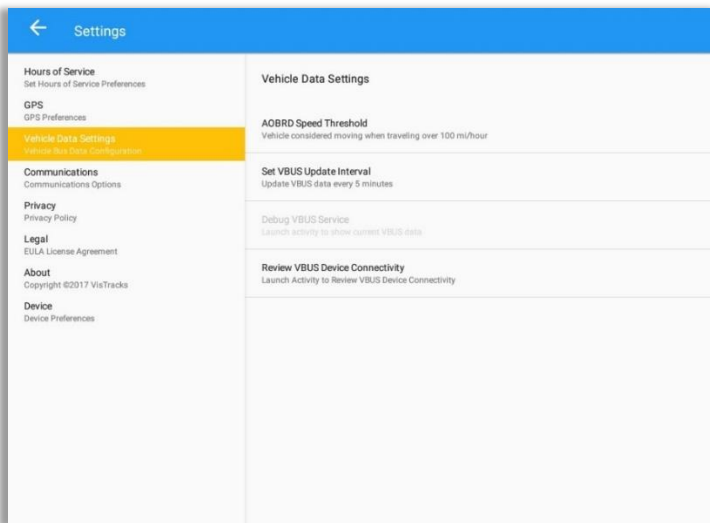 Settings
Hours of Service
Set Hours of Service Preferences
GPS
GPS Preferences
Vehicle Data Settings
Vehicle Bus Data Configuration
Communications
Communications Options
Privacy
Privacy Policy
Legal
EULA License Agreement
About
Copyright ©2017 VisTracks
Device
Device Preferences
Vehicle Data Settings
AOBRD Speed Threshold
Vehicle considered moving when traveling over 100 mi/hour
Set VBUS Update Interval
Update VBUS data every 5 minutes
Debug VBUS Service
Launch activity to show current VBUS data
Review VBUS Device Connectivity
Launch Activity to Review VBUS Device Connectivity